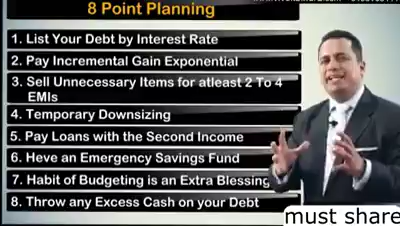 8 Point Planning
1. List Your Debt by Interest Rate
2. Pay Incremental Gain Exponential
3. Sell Unnecessary Items for atleast 2 To 4
EMIs
4. Temporary Downsizing
5. Pay Loans with the Second Income
6. Heve an Emergency Savings Fund
7. Habit of Budgeting is an Extra Blessing
8. Throw any Excess Cash on your Debt
must share